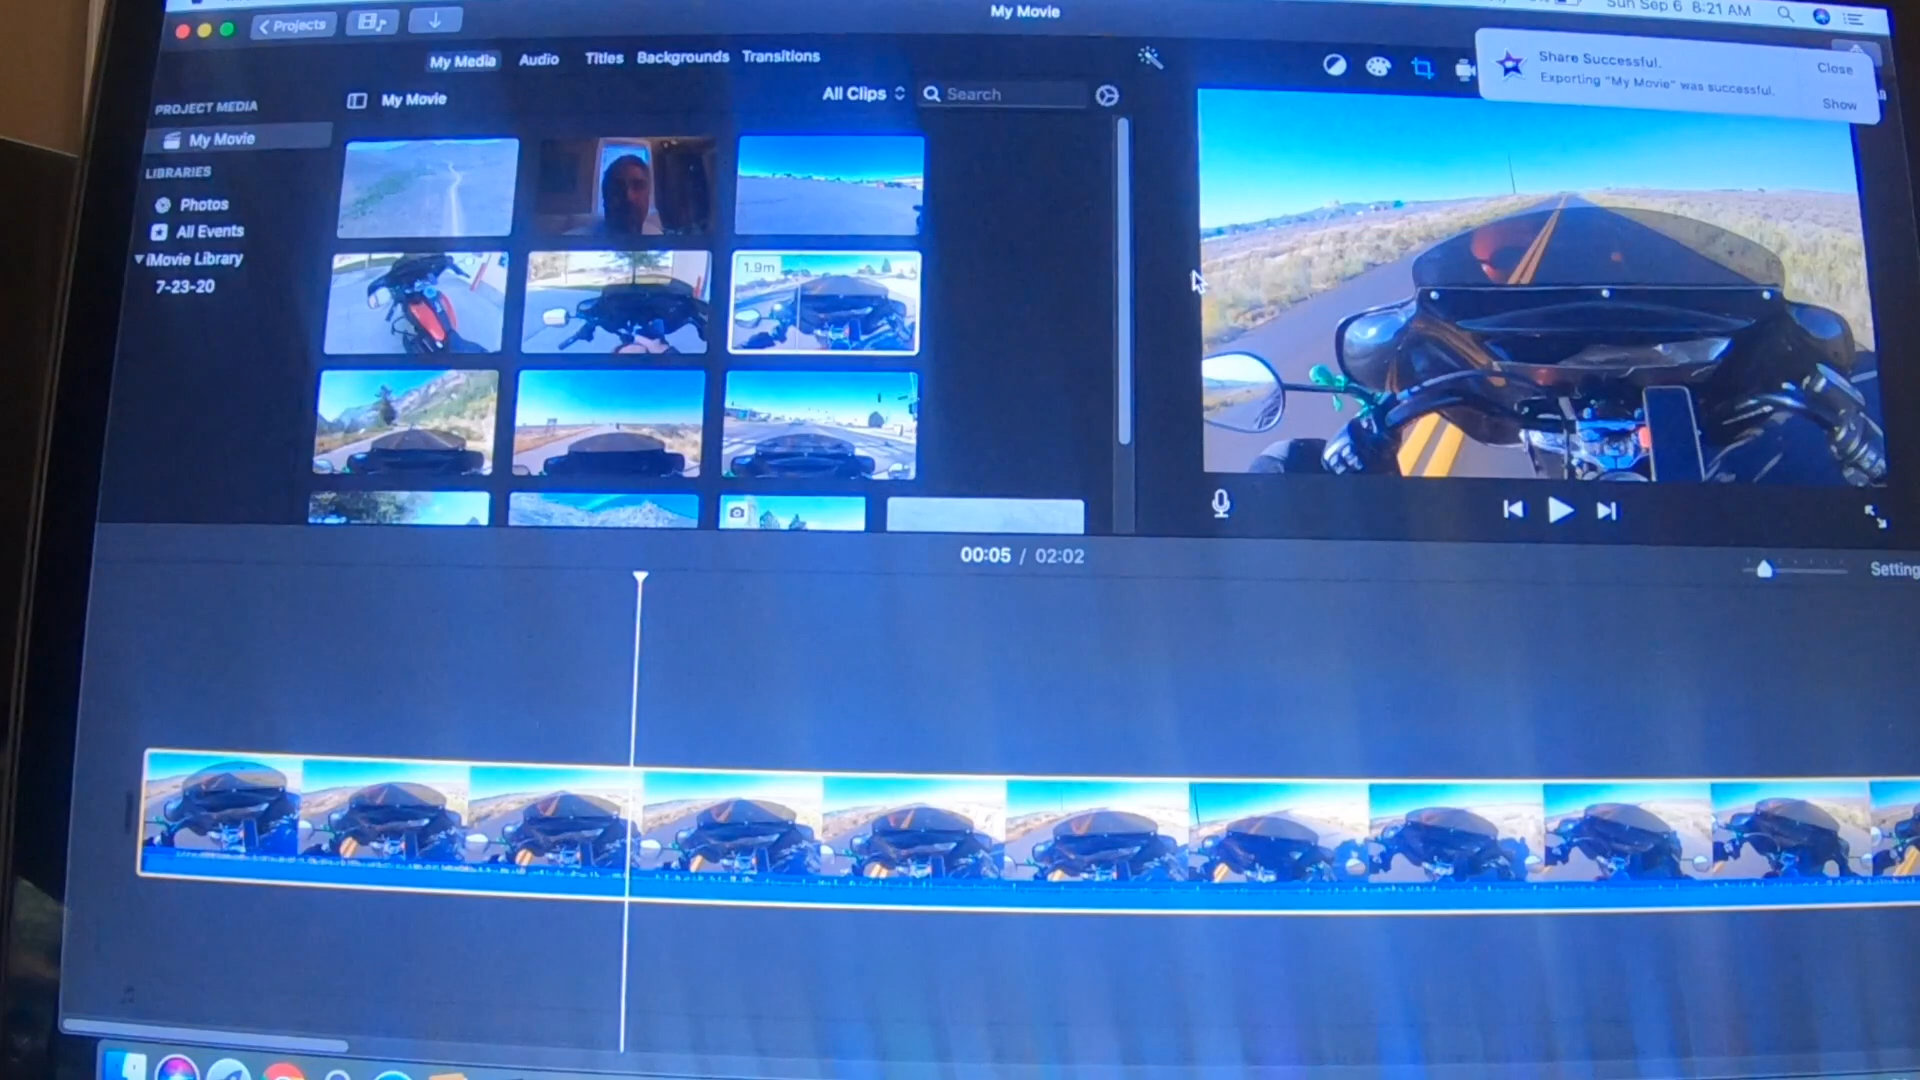 Sun Sep 6 8:21 AM
Projects
My Movie
My Media Audio Titles Backgrounds Transitions
Share Successful.
Exporting "My Movie" was successful.
Close
Show
PROJECT MEDIA
My Movie
LIBRARIES
Photos
All Events
iMovie Library
7-23-20
My Movie
All Clips
Search
1.9m
00:05 / 02:02
Setting